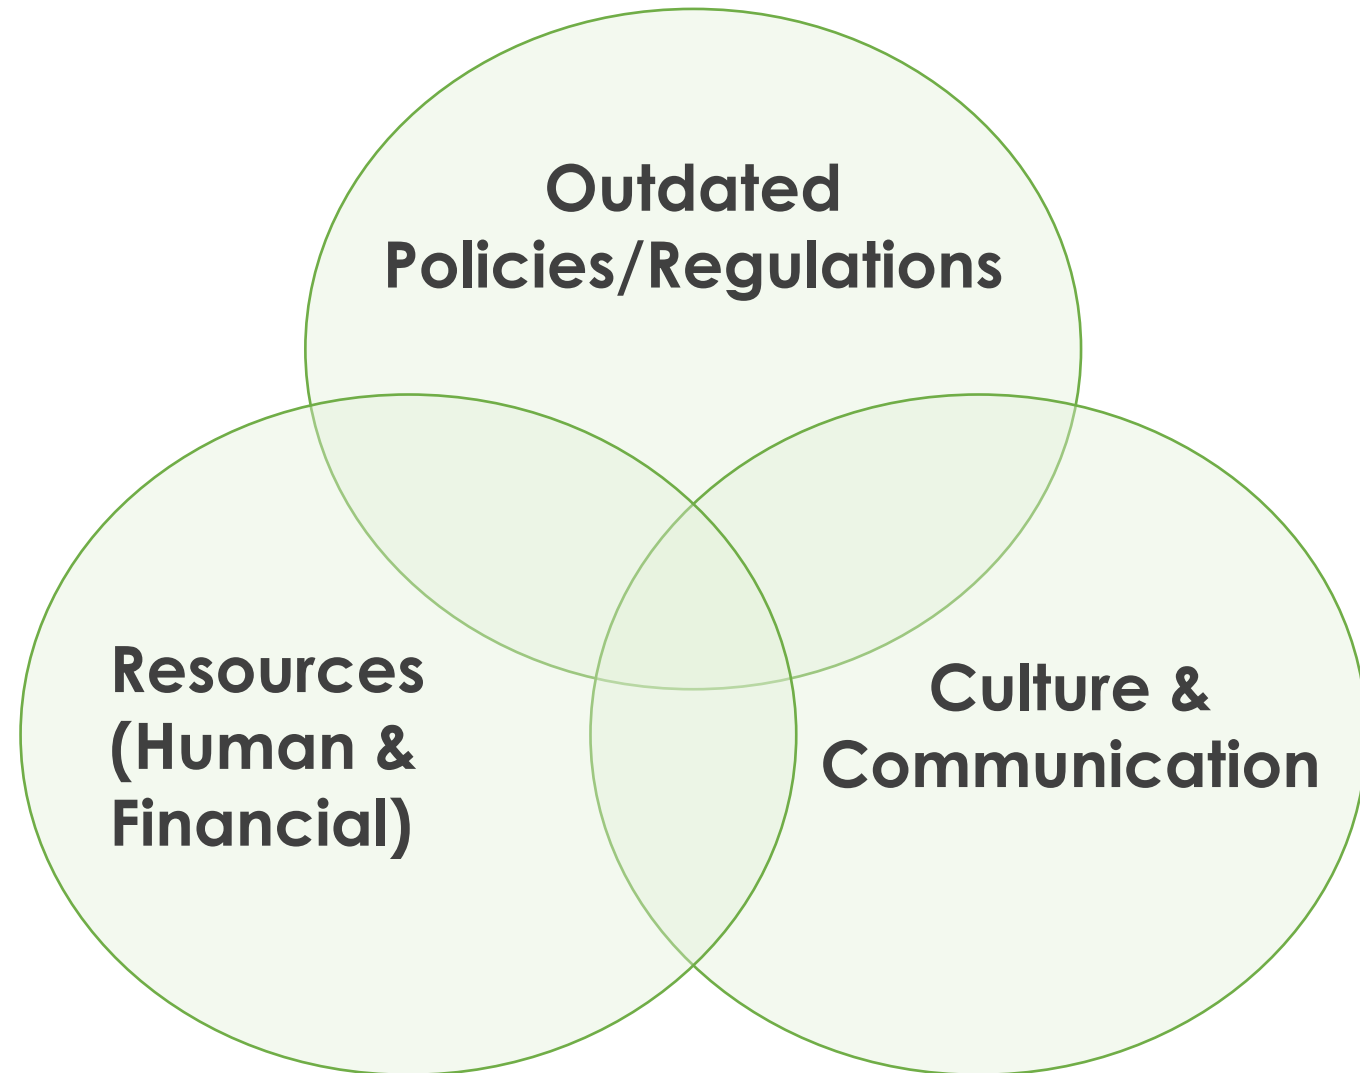 Outdated
Policies/Regulations
Resources
(Human &
Financial)
Culture &
Communication